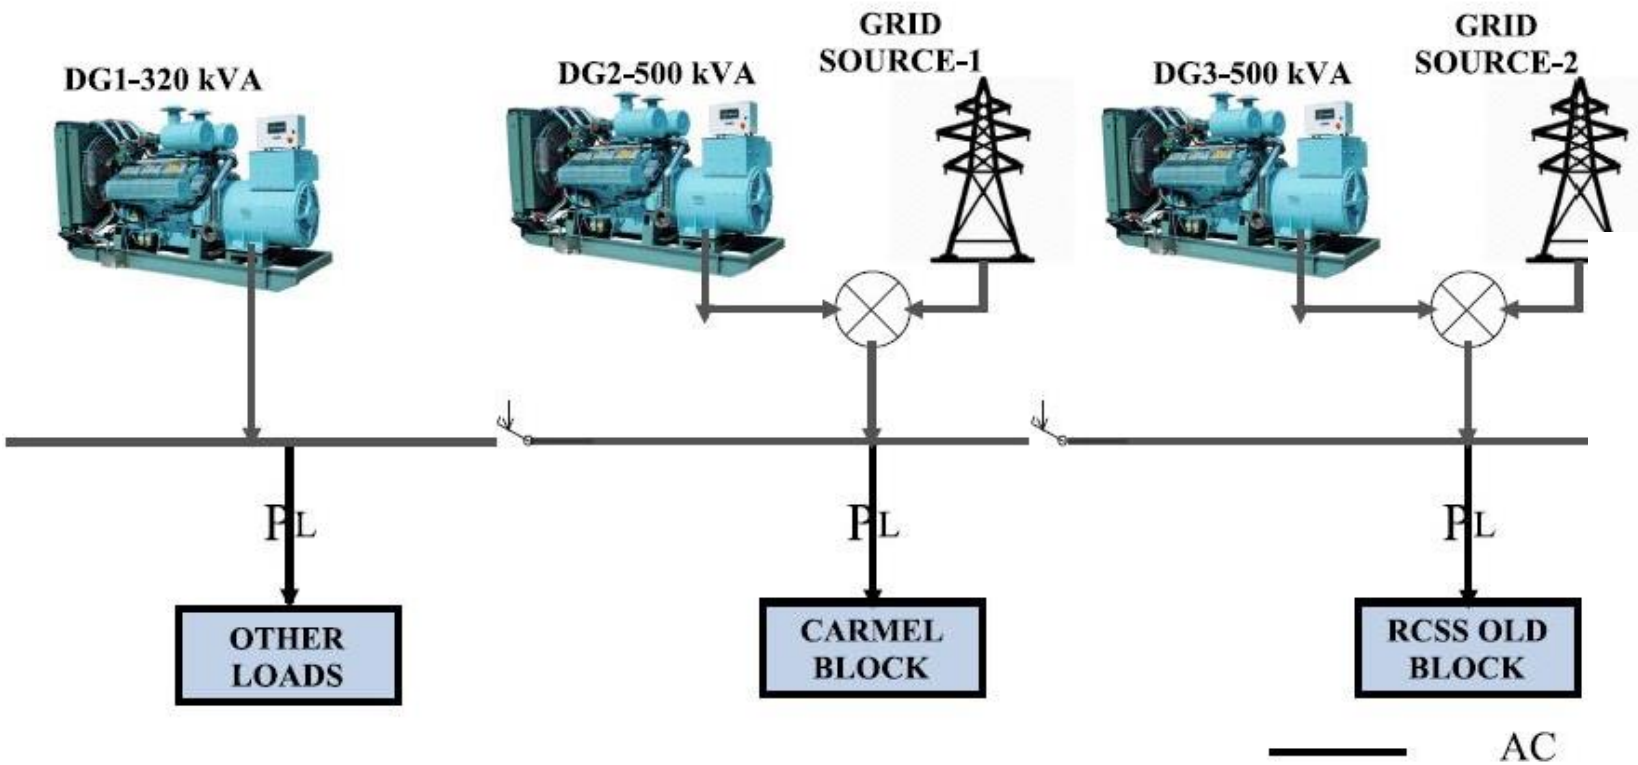 DG1-320 kVA
DG2-500 kVA
GRID
SOURCE-1
DG3-500 kVA
GRID
SOURCE-2
PL
PL
PL
OTHER
LOADS
CARMEL
BLOCK
RCSS OLD
BLOCK
AC